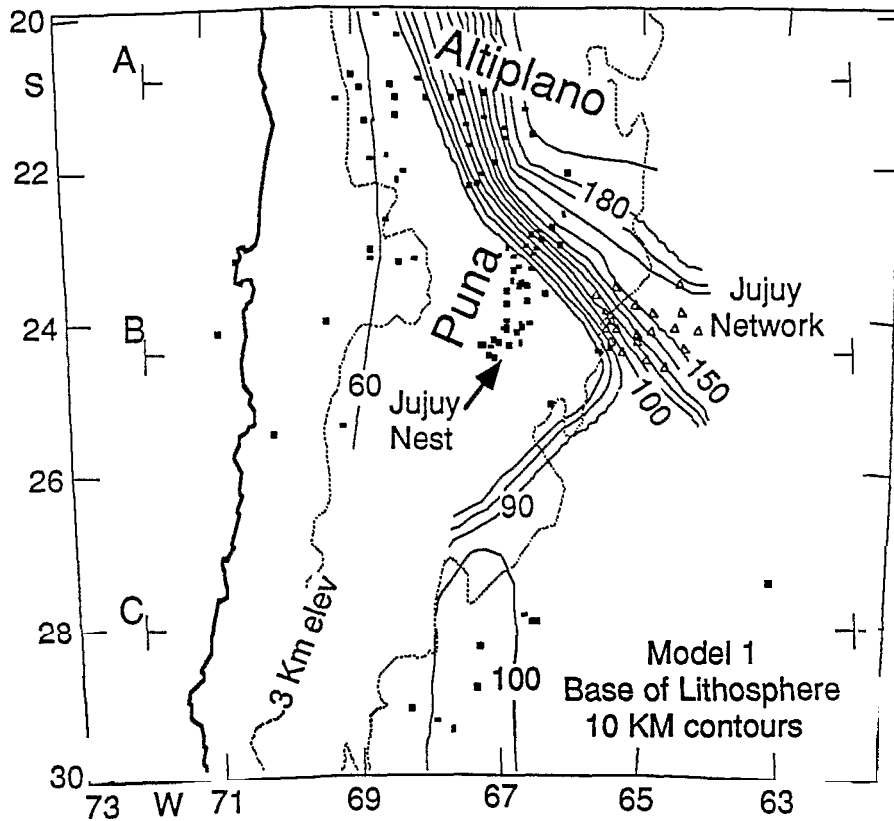 20
A
S
Altiplano
22
180
Puna
Jujuy
Network
24
B
60
150
100
Jujuy
Nest
26
90
C
3 Km elev
28
100
Model 1
Base of Lithosphere
10 KM contours
30
73 W 71 69 67 65 63